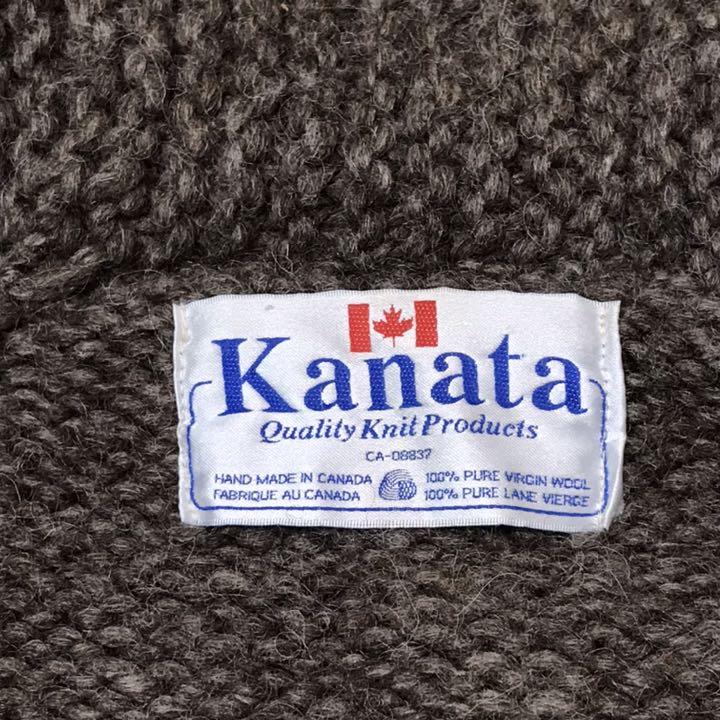 Kanata
Quality Knit Products
CA-08837
HAND MADE IN CANADA 100% PURE VIRGIN WOOL
FABRIQUE AU CANADA 100% PURE LANE VIERGE